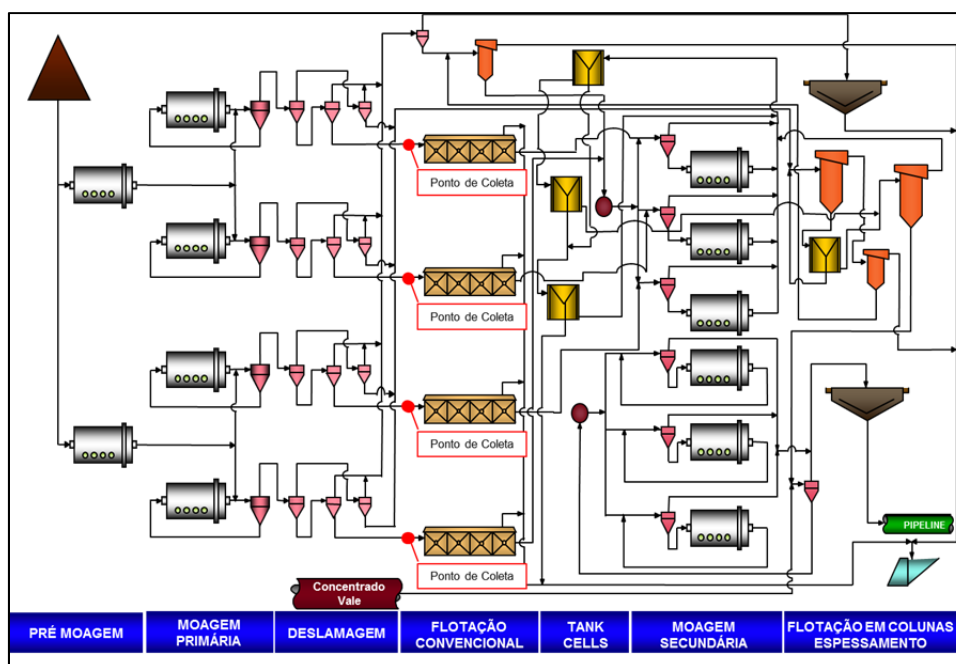 Ponto de Coleta
Ponto de Coleta
Ponto de Coleta
Ponto de Coleta
PIPELINE
Concentrado
Vale
PRÉ MOAGEM
MOAGEM
PRIMÁRIA
DESLAMAGEM
FLOTAÇÃO
CONVENCIONAL
TANK
CELLS
MOAGEM
SECUNDÁRIA
FLOTAÇÃO EM COLUNAS
ESPESSAMENTO